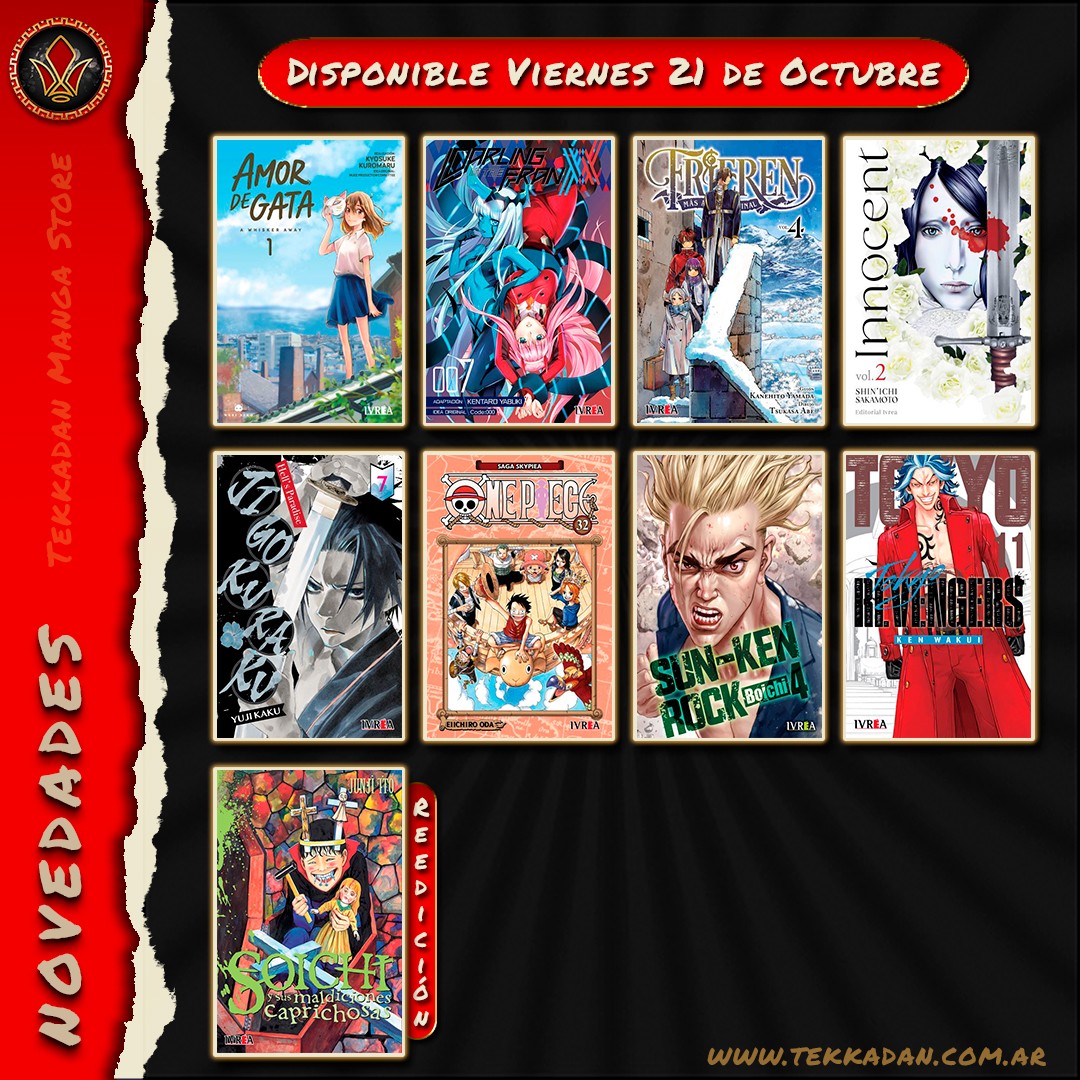 DISPONIBLE VIERNES 21 DE OCTUBRE
TEKKADAN MANGA STORE
NOVEDADES
KYOSUKE
KUROMARU
AMOR
DE GATA
A WHISKER AWAY
1
IVREA
DARLING
FRANXX
007
ADAPTACIÓN KENTARO YABUKI
IDEA ORIGINAL Code:000
IVREA
FRIEREN
VOL. 4
KANEHITO YAMADA
TSUKASA ABE
IVREA
Innocent
vol. 2
SHIN'ICHI
SAKAMOTO
Editorial Ivrea
Hell's Paradise
7
JIGOKURAKU
YUJI KAKU
IVREA
SAGA SKYPIEA
ONE PIECE
32
EIICHIRO ODA
IVREA
SUN-KEN
ROCK
Boichi 4
IVREA
TOKYO
11
Tokyo
REVENGERS
KEN WAKUI
IVREA
JUNJI ITO
SOICHI
y sus maldiciones
caprichosas
IVREA
REEDICIÓN
WWW.TEKKADAN.COM.AR